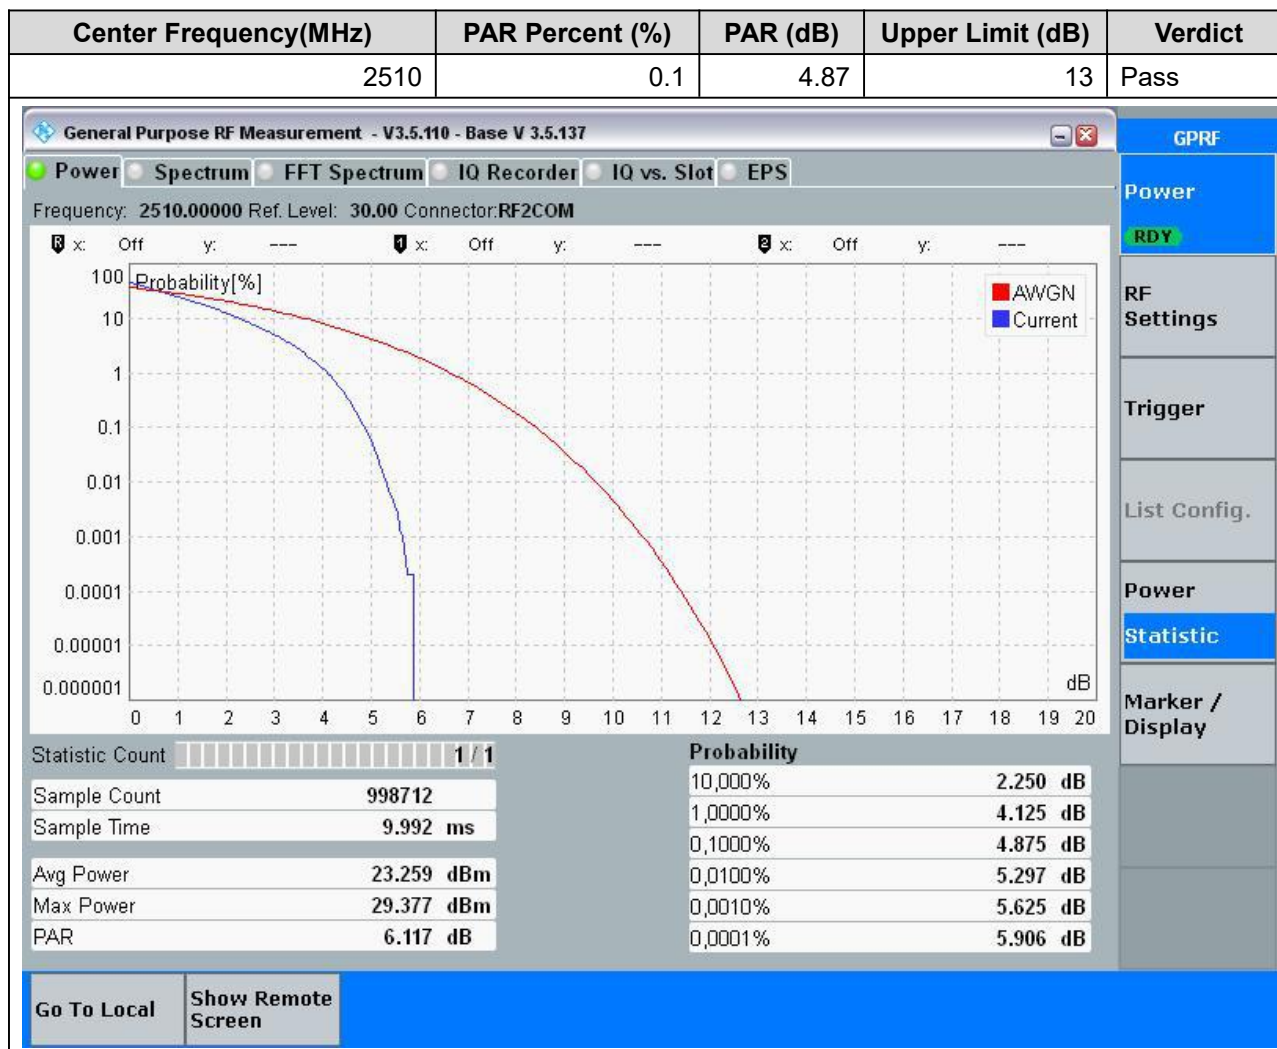 Center Frequency(MHz) PAR Percent (%) PAR (dB) Upper Limit (dB) Verdict
2510 0.1 4.87 13 Pass
General Purpose RF Measurement - V3.5.110 - Base V 3.5.137
GPRF
Power Spectrum FFT Spectrum IQ Recorder IQ vs. Slot EPS
Frequency: 2510.00000 Ref. Level: 30.00 Connector:RF2COM
R x: Off y: --- 1 x: Off y: --- 2 x: Off y: ---
Probability[%]
AWGN
Current
100
10
1
0.1
0.01
0.001
0.0001
0.00001
0.000001
dB
0 1 2 3 4 5 6 7 8 9 10 11 12 13 14 15 16 17 18 19 20
Statistic Count 1 / 1
Sample Count 998712
Sample Time 9.992 ms
Avg Power 23.259 dBm
Max Power 29.377 dBm
PAR 6.117 dB
Probability
10,000% 2.250 dB
1,0000% 4.125 dB
0,1000% 4.875 dB
0,0100% 5.297 dB
0,0010% 5.625 dB
0,0001% 5.906 dB
Power
RDY
RF
Settings
Trigger
List Config.
Power
Statistic
Marker /
Display
Go To Local
Show Remote
Screen